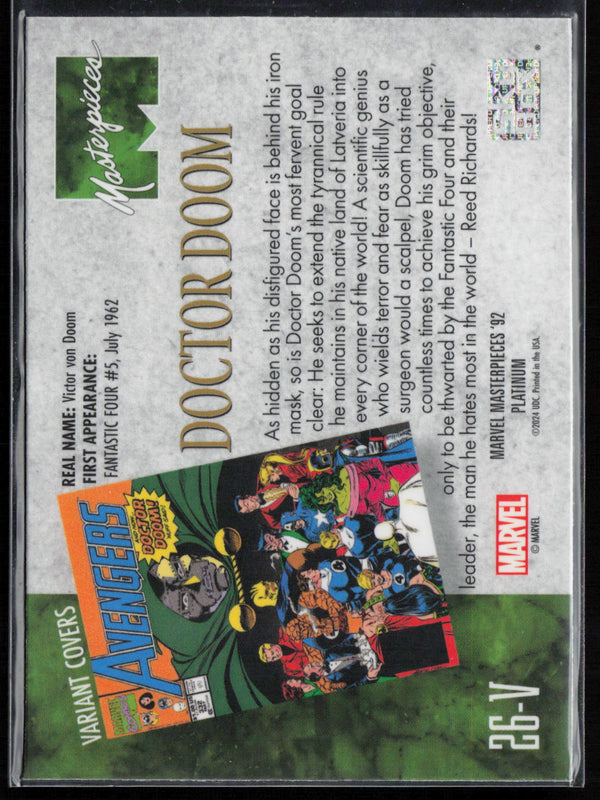 Masterpieces
DOCTOR DOOM
REAL NAME: Victor von Doom
FIRST APPEARANCE:
FANTASTIC FOUR #5, July 1962
As hidden as his disfigured face is behind his iron
mask, so is Doctor Doom's most fervent goal
clear: He seeks to extend the tyrannical rule
he maintains in his native land of Latveria into
every corner of the world! A scientific genius
who wields terror and fear as skillfully as a
surgeon would a scalpel, Doom has tried
countless times to achieve his grim objective,
only to be thwarted by the Fantastic Four and their
leader, the man he hates most in the world – Reed Richards!
VARIANT COVERS
MARVEL
COMICS
AVENGERS
DOCTOR
DOOM!
26-V
MARVEL
© MARVEL
MARVEL MASTERPIECES '92
PLATINUM
©2024 UDC. Printed in the USA.
®